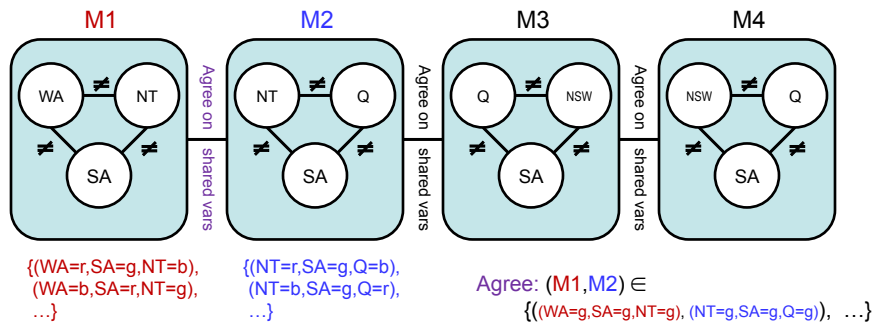 M1 M2 M3 M4
WA ≠ NT
≠ ≠
SA
Agree on
shared vars
NT ≠ Q
≠ ≠
SA
Agree on
shared vars
Q ≠ NSW
≠ ≠
SA
Agree on
shared vars
NSW ≠ Q
≠ ≠
SA
{(WA=r,SA=g,NT=b),
(WA=b,SA=r,NT=g),
…}
{(NT=r,SA=g,Q=b),
(NT=b,SA=g,Q=r),
…}
Agree: (M1,M2) ∈
{((WA=g,SA=g,NT=g), (NT=g,SA=g,Q=g)), …}